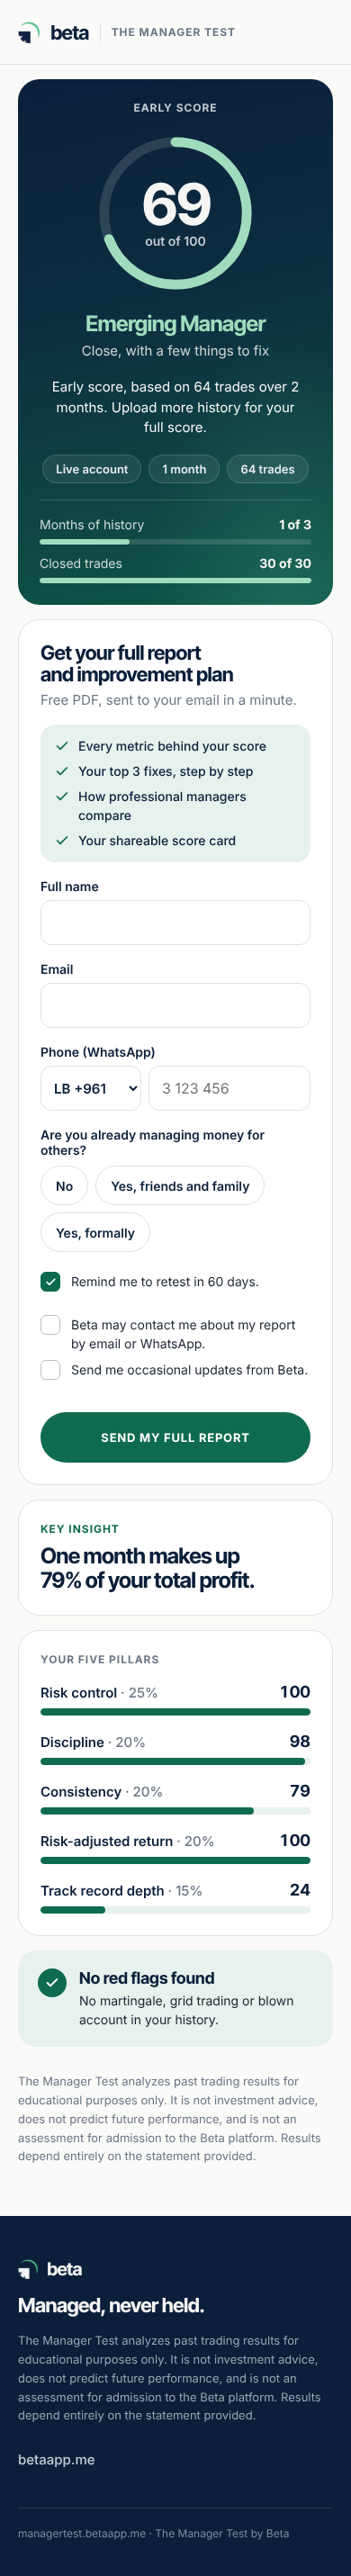 beta THE MANAGER TEST
EARLY SCORE
69
out of 100
Emerging Manager
Close, with a few things to fix
Early score, based on 64 trades over 2
months. Upload more history for your
full score.
Live account 1 month 64 trades
Months of history 1 of 3
Closed trades 30 of 30
Get your full report
and improvement plan
Free PDF, sent to your email in a minute.
Every metric behind your score
Your top 3 fixes, step by step
How professional managers
compare
Your shareable score card
Full name
Email
Phone (WhatsApp)
LB +961 3 123 456
Are you already managing money for
others?
No Yes, friends and family
Yes, formally
Remind me to retest in 60 days.
Beta may contact me about my report
by email or WhatsApp.
Send me occasional updates from Beta.
SEND MY FULL REPORT
KEY INSIGHT
One month makes up
79% of your total profit.
YOUR FIVE PILLARS
Risk control · 25% 100
Discipline · 20% 98
Consistency · 20% 79
Risk-adjusted return · 20% 100
Track record depth · 15% 24
No red flags found
No martingale, grid trading or blown
account in your history.
The Manager Test analyzes past trading results for
educational purposes only. It is not investment advice,
does not predict future performance, and is not an
assessment for admission to the Beta platform. Results
depend entirely on the statement provided.
beta
Managed, never held.
The Manager Test analyzes past trading results for
educational purposes only. It is not investment advice,
does not predict future performance, and is not an
assessment for admission to the Beta platform. Results
depend entirely on the statement provided.
betaapp.me
managertest.betaapp.me · The Manager Test by Beta